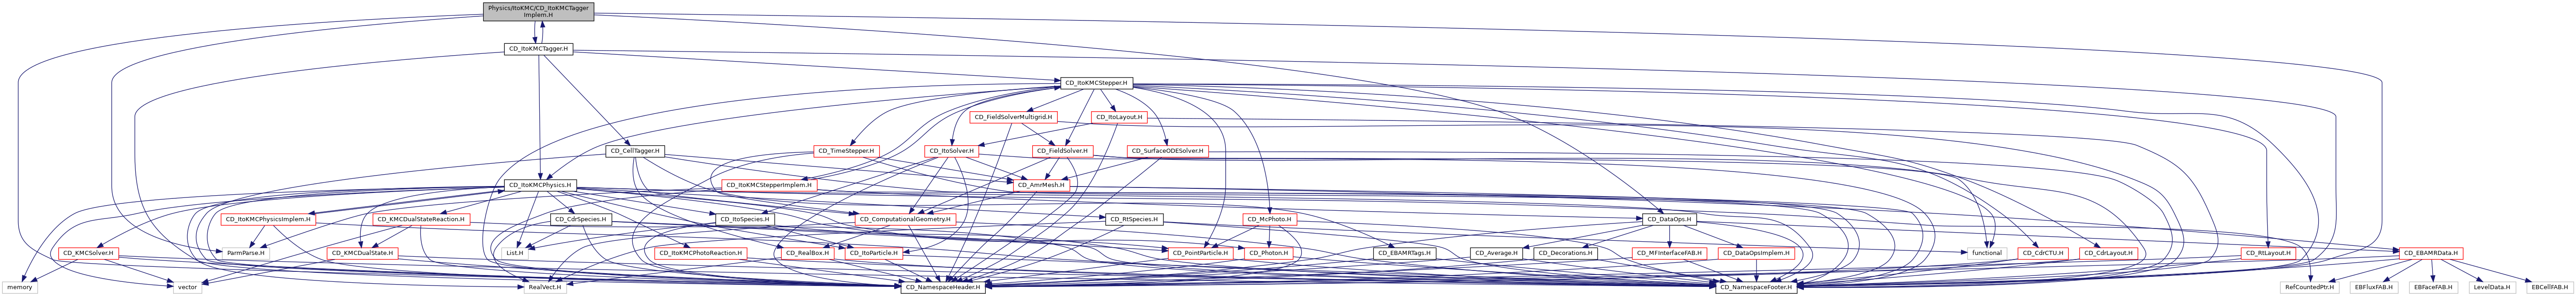 Physics/ItoKMC/CD_ItoKMCTagger
Implem.H
CD_ItoKMCTagger.H
CD_ItoKMCStepper.H
CD_FieldSolverMultigrid.H
CD_ItoLayout.H
CD_CellTagger.H
CD_TimeStepper.H
CD_ItoSolver.H
CD_FieldSolver.H
CD_SurfaceODESolver.H
CD_ItoKMCPhysics.H
CD_ItoKMCStepperImplem.H
CD_AmrMesh.H
CD_ItoKMCPhysicsImplem.H
CD_KMCDualStateReaction.H
CD_CdrSpecies.H
CD_ItoSpecies.H
CD_ComputationalGeometry.H
CD_RtSpecies.H
CD_McPhoto.H
CD_DataOps.H
CD_KMCSolver.H
ParmParse.H
CD_KMCDualState.H
List.H
CD_ItoKMCPhotoReaction.H
CD_RealBox.H
CD_ItoParticle.H
CD_PointParticle.H
CD_Photon.H
CD_EBAMRTags.H
CD_Average.H
CD_Decorations.H
CD_MFInterfaceFAB.H
CD_DataOpsImplem.H
functional
CD_CdrCTU.H
CD_CdrLayout.H
CD_RtLayout.H
CD_EBAMRData.H
memory
vector
RealVect.H
CD_NamespaceHeader.H
CD_NamespaceFooter.H
RefCountedPtr.H
EBFluxFAB.H
EBFaceFAB.H
LevelData.H
EBCellFAB.H